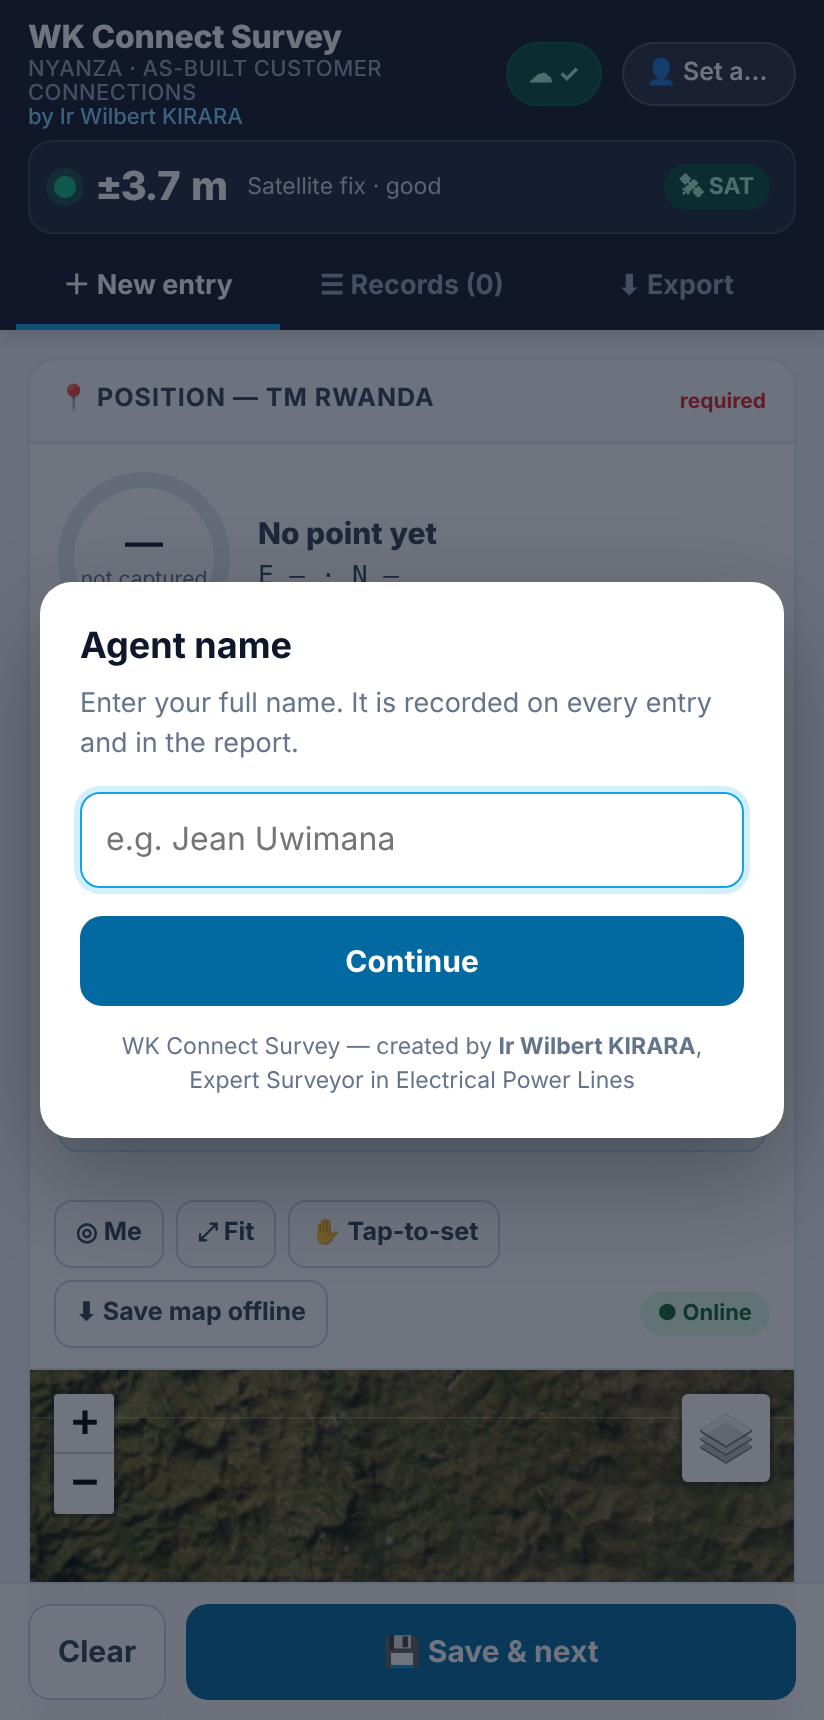 WK Connect Survey
NYANZA · AS-BUILT CUSTOMER
CONNECTIONS
by Ir Wilbert KIRARA
☁ ✓
👤 Set a...
±3.7 m Satellite fix · good
🛰 SAT
＋ New entry
☰ Records (0)
⬇ Export
📍 POSITION — TM RWANDA
required
—
not captured
No point yet
E — · N —
Agent name
Enter your full name. It is recorded on every entry
and in the report.
e.g. Jean Uwimana
Continue
WK Connect Survey — created by Ir Wilbert KIRARA,
Expert Surveyor in Electrical Power Lines
◎ Me
⤢ Fit
✋ Tap-to-set
⬇ Save map offline
● Online
+
−
Clear
💾 Save & next